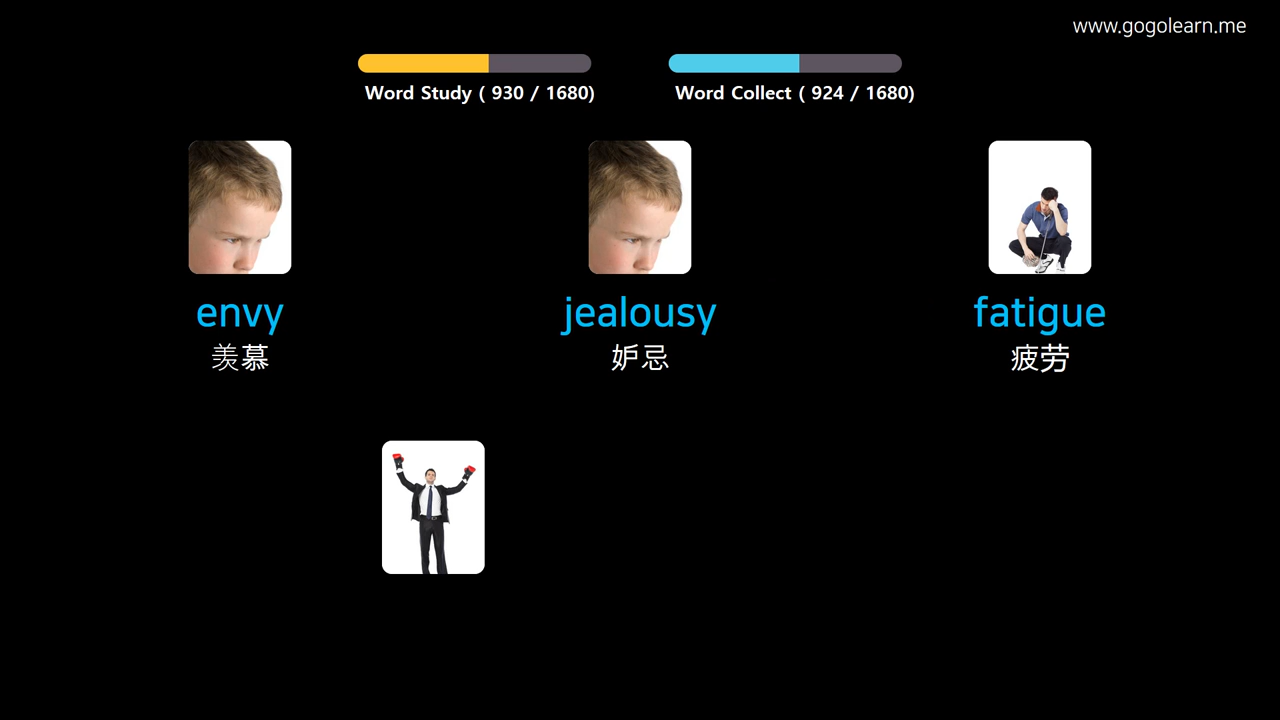 www.gogolearn.me
Word Study ( 930 / 1680)
Word Collect ( 924 / 1680)
envy
jealousy
fatigue
羡慕
妒忌
疲劳